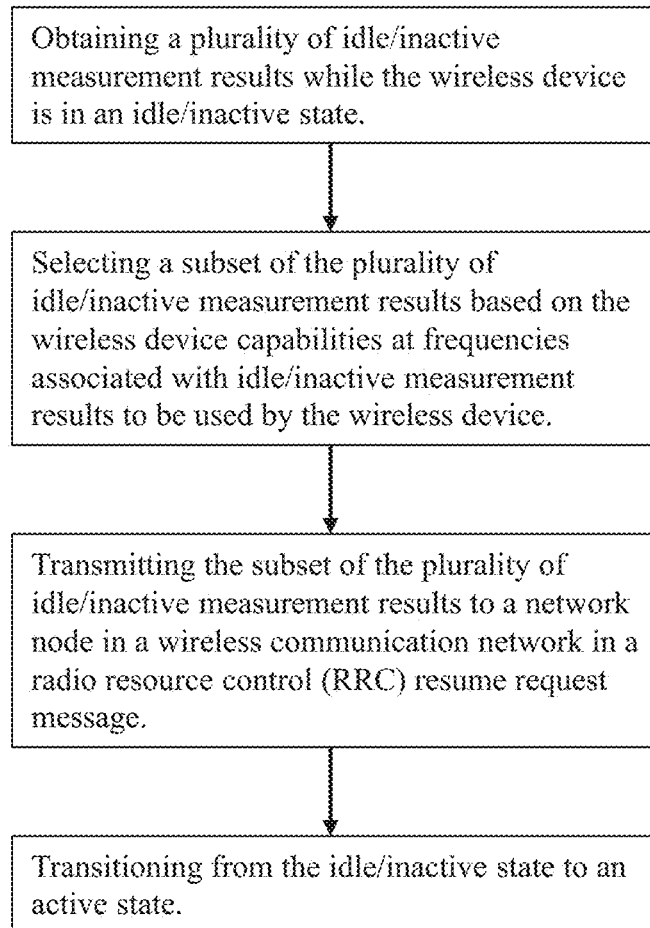 Obtaining a plurality of idle/inactive
measurement results while the wireless device
is in an idle/inactive state.
Selecting a subset of the plurality of
idle/inactive measurement results based on the
wireless device capabilities at frequencies
associated with idle/inactive measurement
results to be used by the wireless device.
Transmitting the subset of the plurality of
idle/inactive measurement results to a network
node in a wireless communication network in a
radio resource control (RRC) resume request
message.
Transitioning from the idle/inactive state to an
active state.